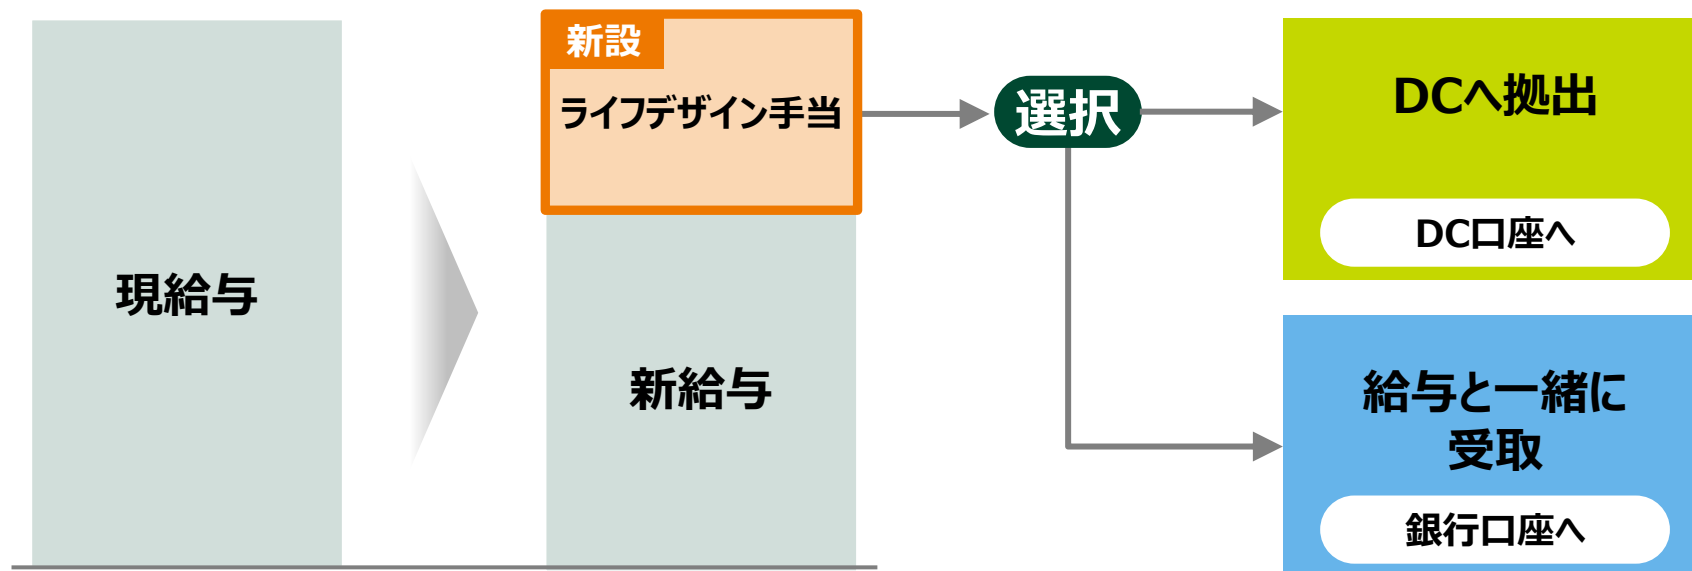 現給与
新設
ライフデザイン手当
新給与
選択
DCへ拠出
DC口座へ
給与と一緒に
受取
銀行口座へ